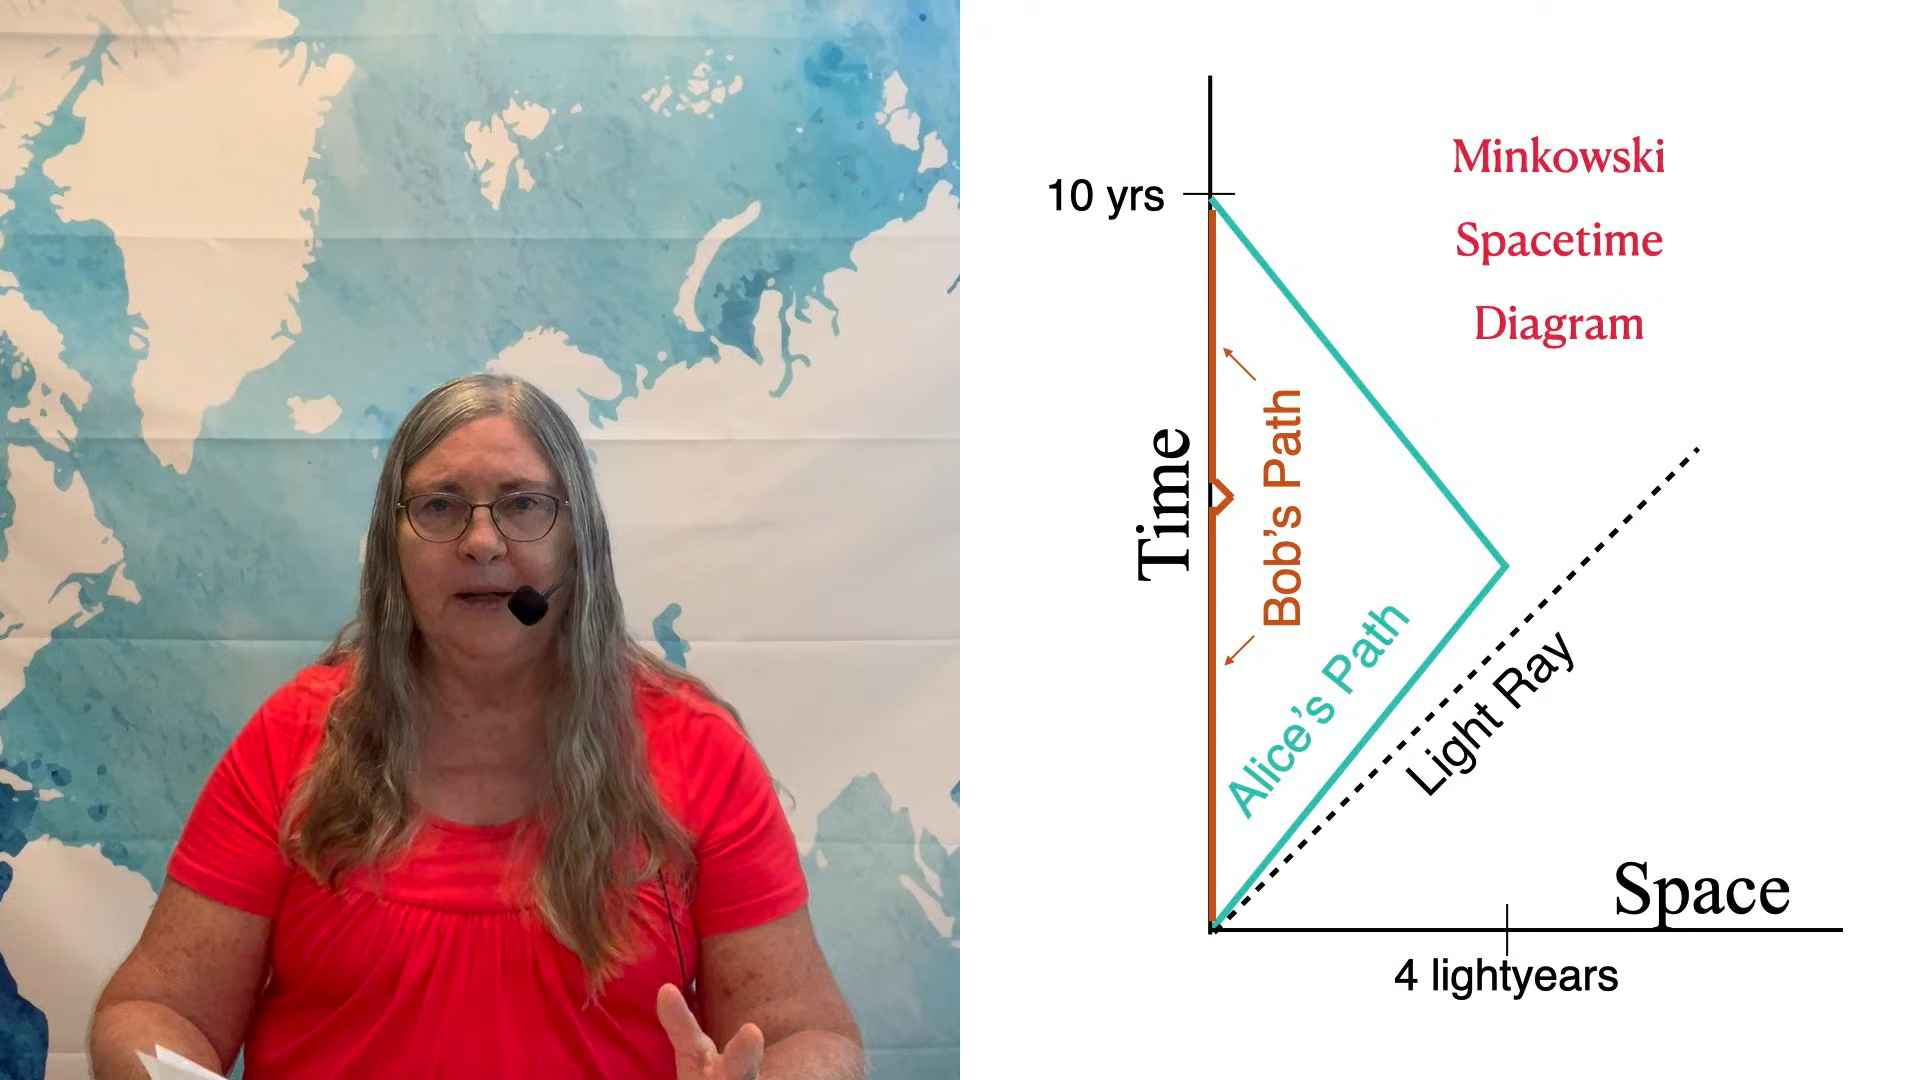 Minkowski
Spacetime
Diagram
10 yrs
Time
Bob's Path
Alice's Path
Light Ray
Space
4 lightyears